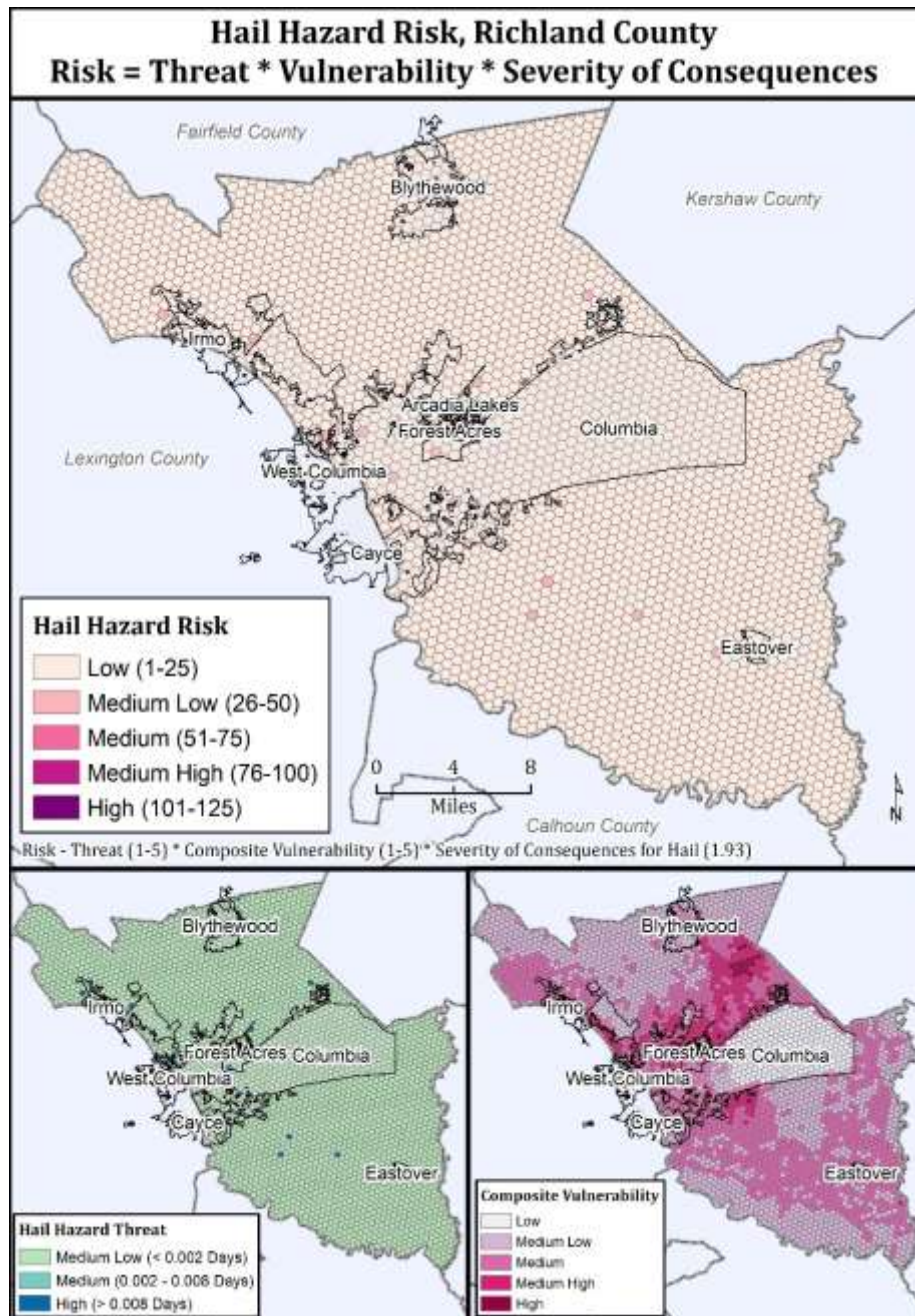 Hail Hazard Risk, Richland County
Risk = Threat * Vulnerability * Severity of Consequences
Fairfield County
Blythewood
Kershaw County
Irmo
Arcadia Lakes
Forest Acres
Columbia
Lexington County
West Columbia
Cayce
Eastover
Hail Hazard Risk
Low (1-25)
Medium Low (26-50)
Medium (51-75)
Medium High (76-100)
High (101-125)
0 4 8
Miles
N
Calhoun County
Risk - Threat (1-5) * Composite Vulnerability (1-5) * Severity of Consequences for Hail (1.93)
Blythewood
Irmo
Forest Acres
Columbia
West Columbia
Cayce
Eastover
Hail Hazard Threat
Medium Low (< 0.002 Days)
Medium (0.002 - 0.008 Days)
High (> 0.008 Days)
Blythewood
Irmo
Forest Acres
Columbia
West Columbia
Cayce
Eastover
Composite Vulnerability
Low
Medium Low
Medium
Medium High
High